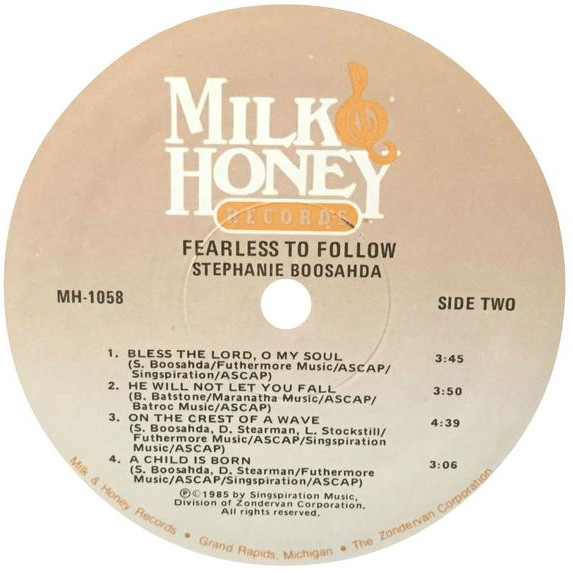 MILK &
HONEY
RECORDS
FEARLESS TO FOLLOW
STEPHANIE BOOSAHDA
MH-1058
SIDE TWO
1. BLESS THE LORD, O MY SOUL 3:45
(S. Boosahda/Futhermore Music/ASCAP/
Singspiration/ASCAP)
2. HE WILL NOT LET YOU FALL 3:50
(B. Batstone/Maranatha Music/ASCAP/
Batroc Music/ASCAP)
3. ON THE CREST OF A WAVE 4:39
(S. Boosahda, D. Stearman, L. Stockstill/
Futhermore Music/ASCAP/Singspiration
Music/ASCAP)
4. A CHILD IS BORN 3:06
(S. Boosahda, D. Stearman/Futhermore
Music/ASCAP/Singspiration/ASCAP)
℗©1985 by Singspiration Music,
Division of Zondervan Corporation.
All rights reserved.
Milk & Honey Records • Grand Rapids, Michigan • The Zondervan Corporation